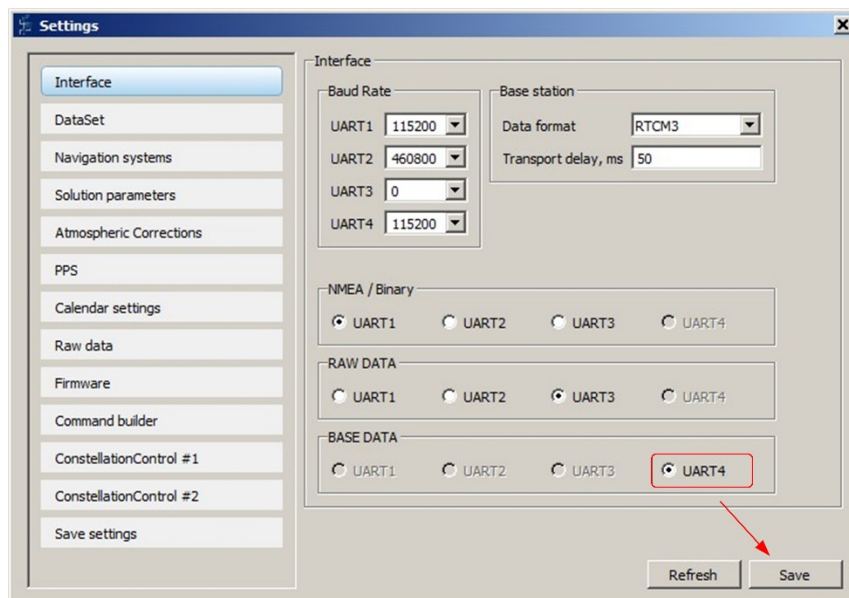 Settings
Interface
DataSet
Navigation systems
Solution parameters
Atmospheric Corrections
PPS
Calendar settings
Raw data
Firmware
Command builder
ConstellationControl #1
ConstellationControl #2
Save settings
Interface
Baud Rate
UART1 115200
UART2 460800
UART3 0
UART4 115200
Base station
Data format RTCM3
Transport delay, ms 50
NMEA / Binary
UART1 UART2 UART3 UART4
RAW DATA
UART1 UART2 UART3 UART4
BASE DATA
UART1 UART2 UART3 UART4
Refresh Save